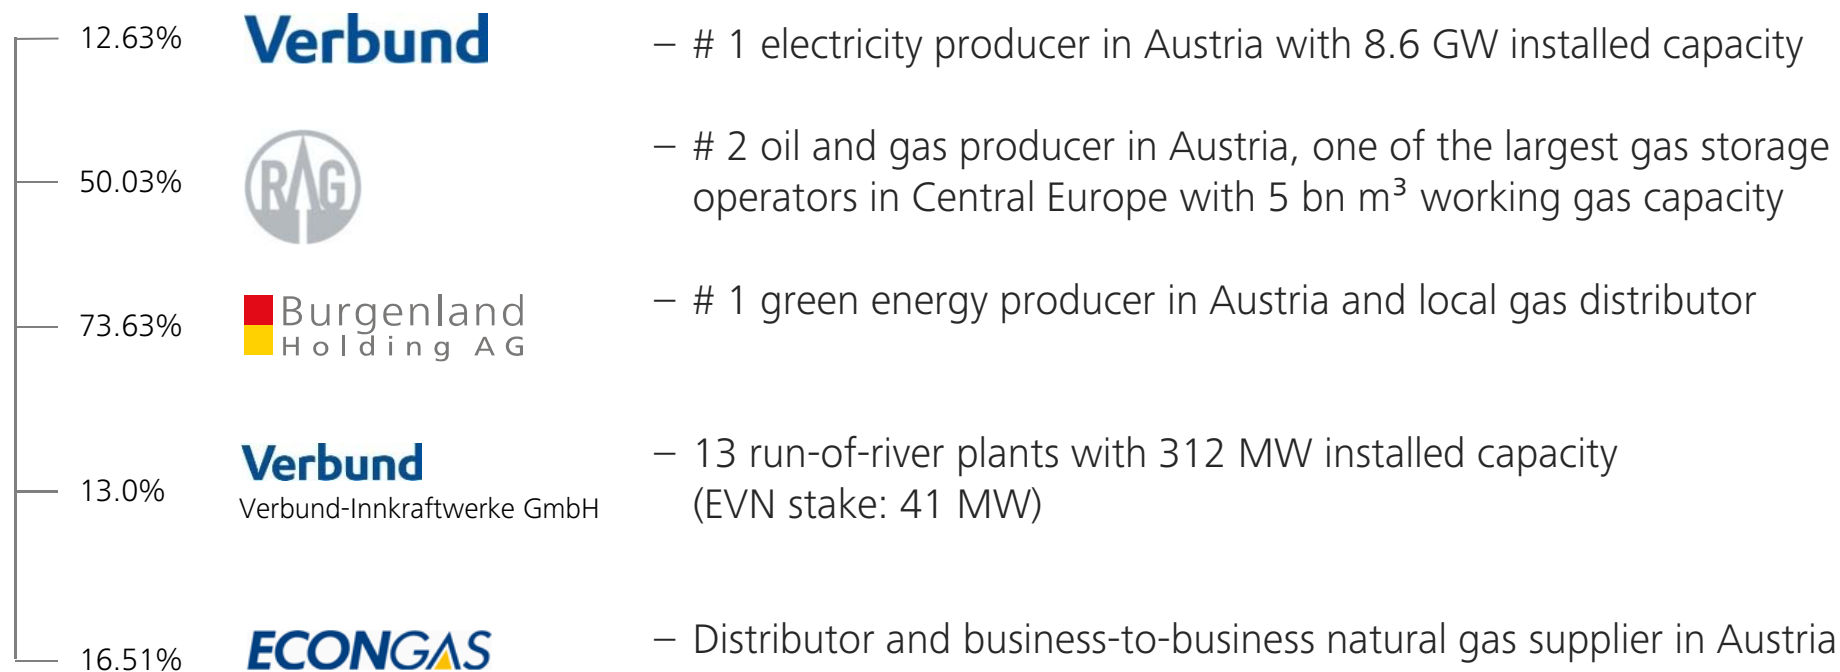 12.63% Verbund – # 1 electricity producer in Austria with 8.6 GW installed capacity
– # 2 oil and gas producer in Austria, one of the largest gas storage
50.03% RAG operators in Central Europe with 5 bn m³ working gas capacity
– # 1 green energy producer in Austria and local gas distributor
73.63% Burgenland
Holding AG
– 13 run-of-river plants with 312 MW installed capacity
13.0% Verbund (EVN stake: 41 MW)
Verbund-Innkraftwerke GmbH
16.51% ECONGAS – Distributor and business-to-business natural gas supplier in Austria